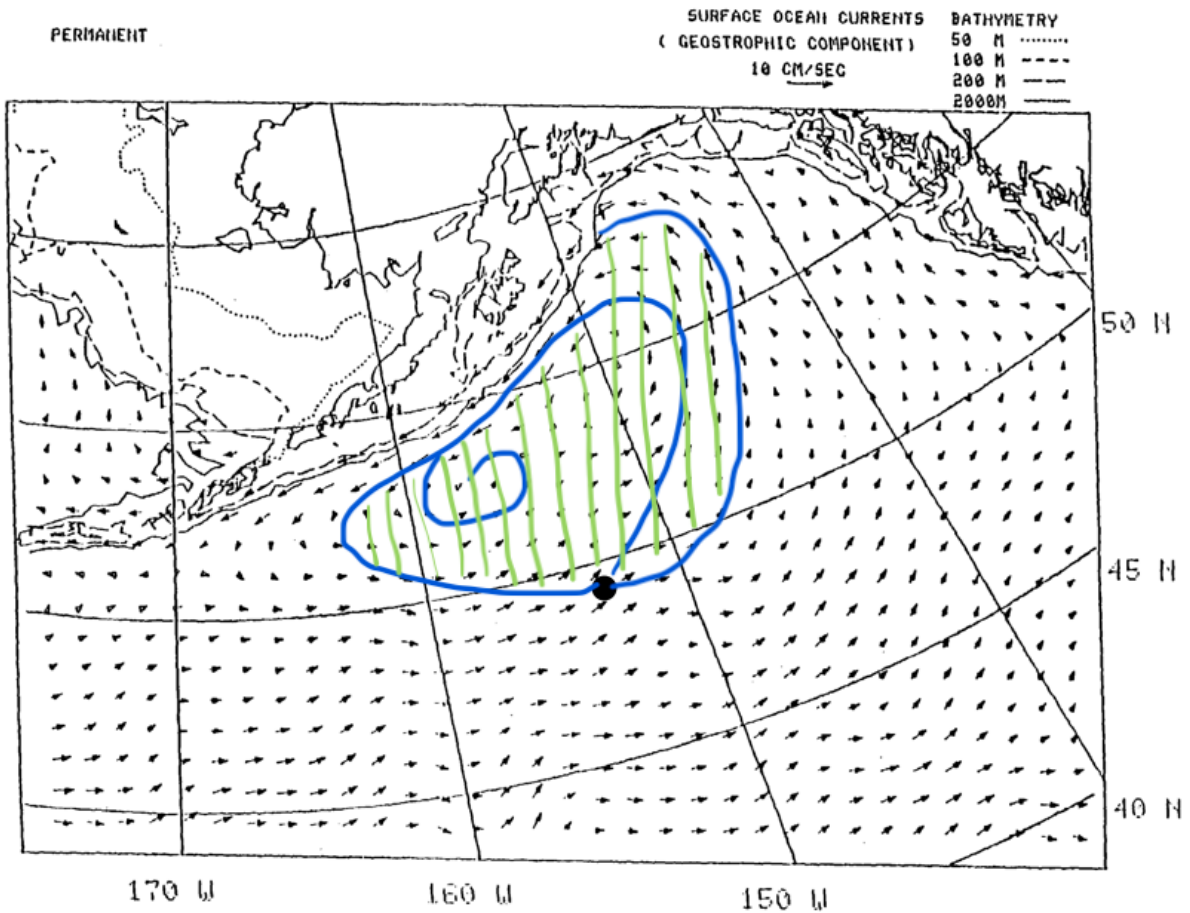 PERMANENT
SURFACE OCEAN CURRENTS
( GEOSTROPHIC COMPONENT)
10 CM/SEC
BATHYMETRY
50 M
100 M
200 M
2000M
50 N
45 N
40 N
170 W
160 W
150 W